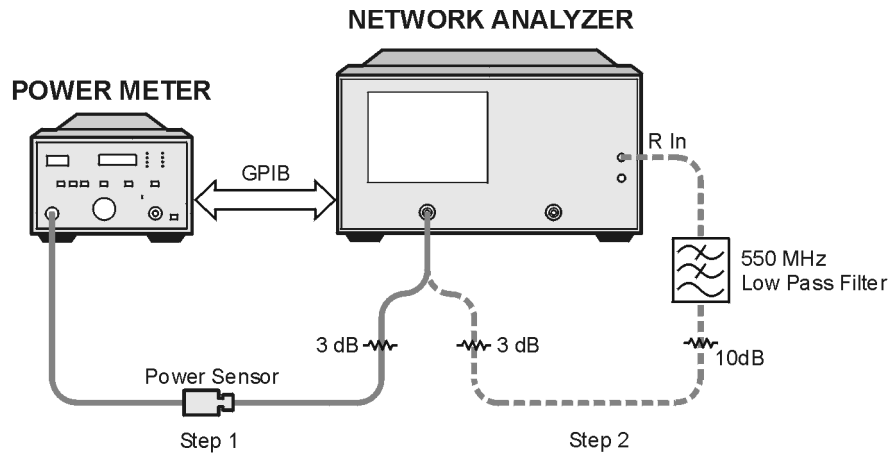 NETWORK ANALYZER
POWER METER
GPIB
R In
550 MHz
Low Pass Filter
3 dB
3 dB
10dB
Power Sensor
Step 1
Step 2